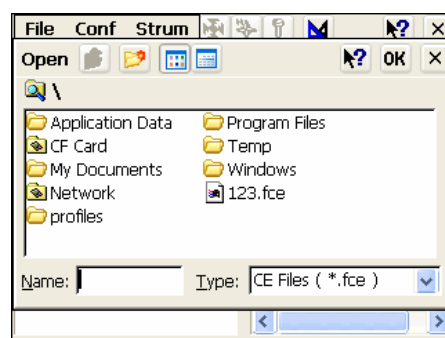 File Conf Strum ? ×
Open ? OK ×
\
Application Data Program Files
CF Card Temp
My Documents Windows
Network 123.fce
profiles
Name: Type: CE Files ( *.fce )